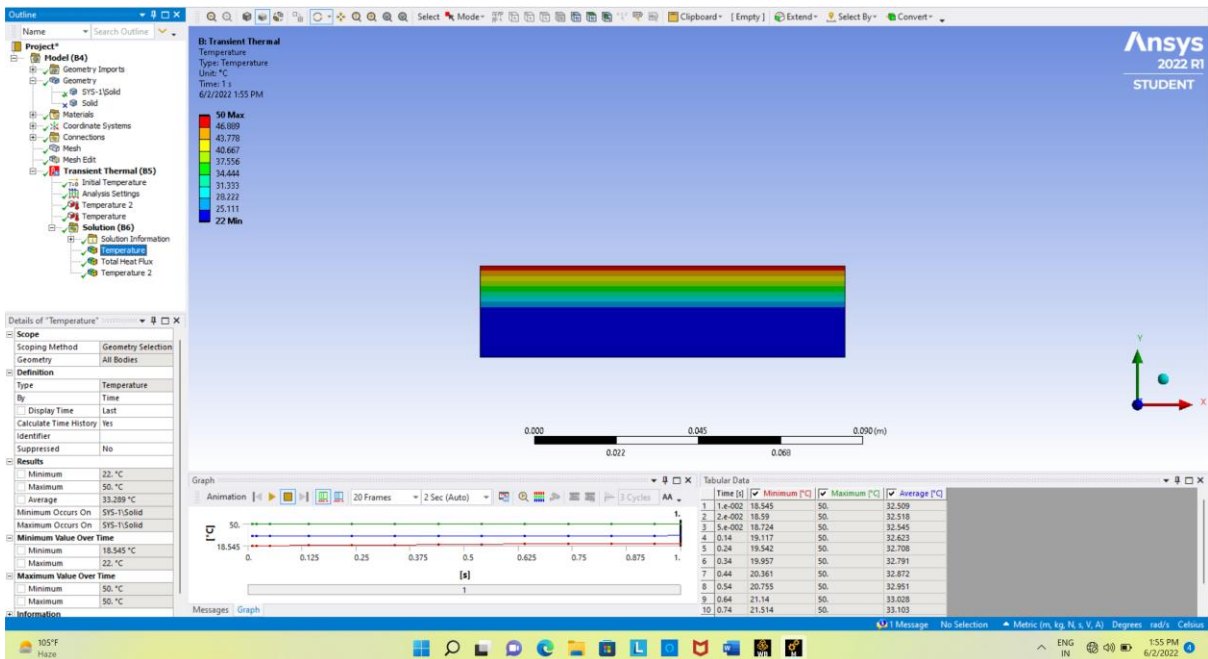 Outline
Name Search Outline
Project*
Model (B4)
Geometry Imports
Geometry
SYS-1\Solid
Solid
Materials
Coordinate Systems
Connections
Mesh
Mesh Edit
Transient Thermal (B5)
Initial Temperature
Analysis Settings
Temperature 2
Temperature
Solution (B6)
Solution Information
Temperature
Total Heat Flux
Temperature 2
Details of "Temperature"
Scope
Scoping Method Geometry Selection
Geometry All Bodies
Definition
Type Temperature
By Time
Display Time Last
Calculate Time History Yes
Identifier
Suppressed No
Results
Minimum 22. °C
Maximum 50. °C
Average 33.289 °C
Minimum Occurs On SYS-1\Solid
Maximum Occurs On SYS-1\Solid
Minimum Value Over Time
Minimum 18.545 °C
Maximum 22. °C
Maximum Value Over Time
Minimum 50. °C
Maximum 50. °C
Information
Select Mode Clipboard [Empty] Extend Select By Convert
B: Transient Thermal
Temperature
Type: Temperature
Unit: °C
Time: 1 s
6/2/2022 1:55 PM
50 Max
46.889
43.778
40.667
37.556
34.444
31.333
28.222
25.111
22 Min
Ansys
2022 R1
STUDENT
Y
X
0.000 0.045 0.090 (m)
0.022 0.068
Graph
Animation 20 Frames 2 Sec (Auto) 3 Cycles AA
1.
50.
18.545
[°C]
0. 0.125 0.25 0.375 0.5 0.625 0.75 0.875 1.
[s]
1
Messages Graph
Tabular Data
Time [s] Minimum [°C] Maximum [°C] Average [°C]
1 1.e-002 18.545 50. 32.509
2 2.e-002 18.59 50. 32.518
3 5.e-002 18.724 50. 32.545
4 0.14 19.117 50. 32.623
5 0.24 19.542 50. 32.708
6 0.34 19.957 50. 32.791
7 0.44 20.361 50. 32.872
8 0.54 20.755 50. 32.951
9 0.64 21.14 50. 33.028
10 0.74 21.514 50. 33.103
1 Message No Selection Metric (m, kg, N, s, V, A) Degrees rad/s Celsius
105°F
Haze
L
WB
M
ENG
IN
1:55 PM
6/2/2022